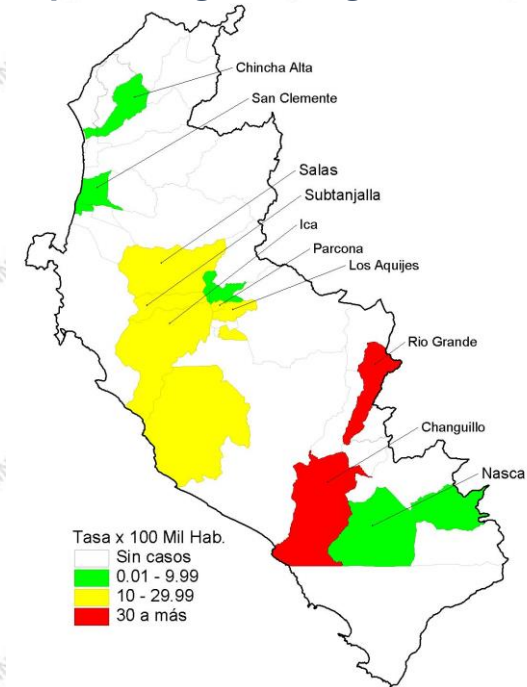 Chincha Alta
San Clemente
Salas
Subtanjalla
Ica
Parcona
Los Aquijes
Rio Grande
Changuillo
Nasca
Tasa x 100 Mil Hab.
Sin casos
0.01 - 9.99
10 - 29.99
30 a más